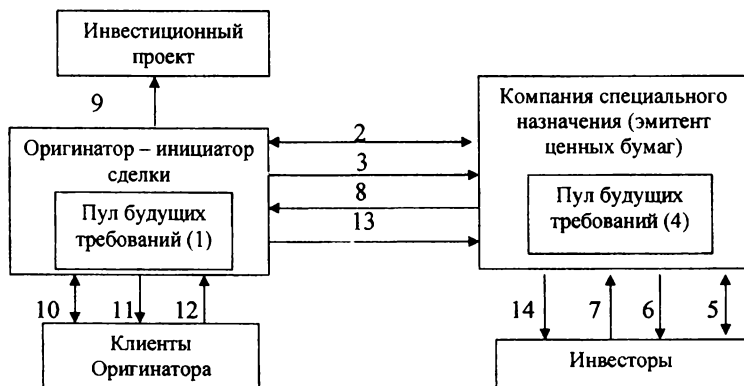 Инвестиционный
проект
9
Оригинатор – инициатор
сделки
Пул будущих
требований (1)
2
3
8
13
Компания специального
назначения (эмитент
ценных бумаг)
Пул будущих
требований (4)
10
11
12
14
7
6
5
Клиенты
Оригинатора
Инвесторы